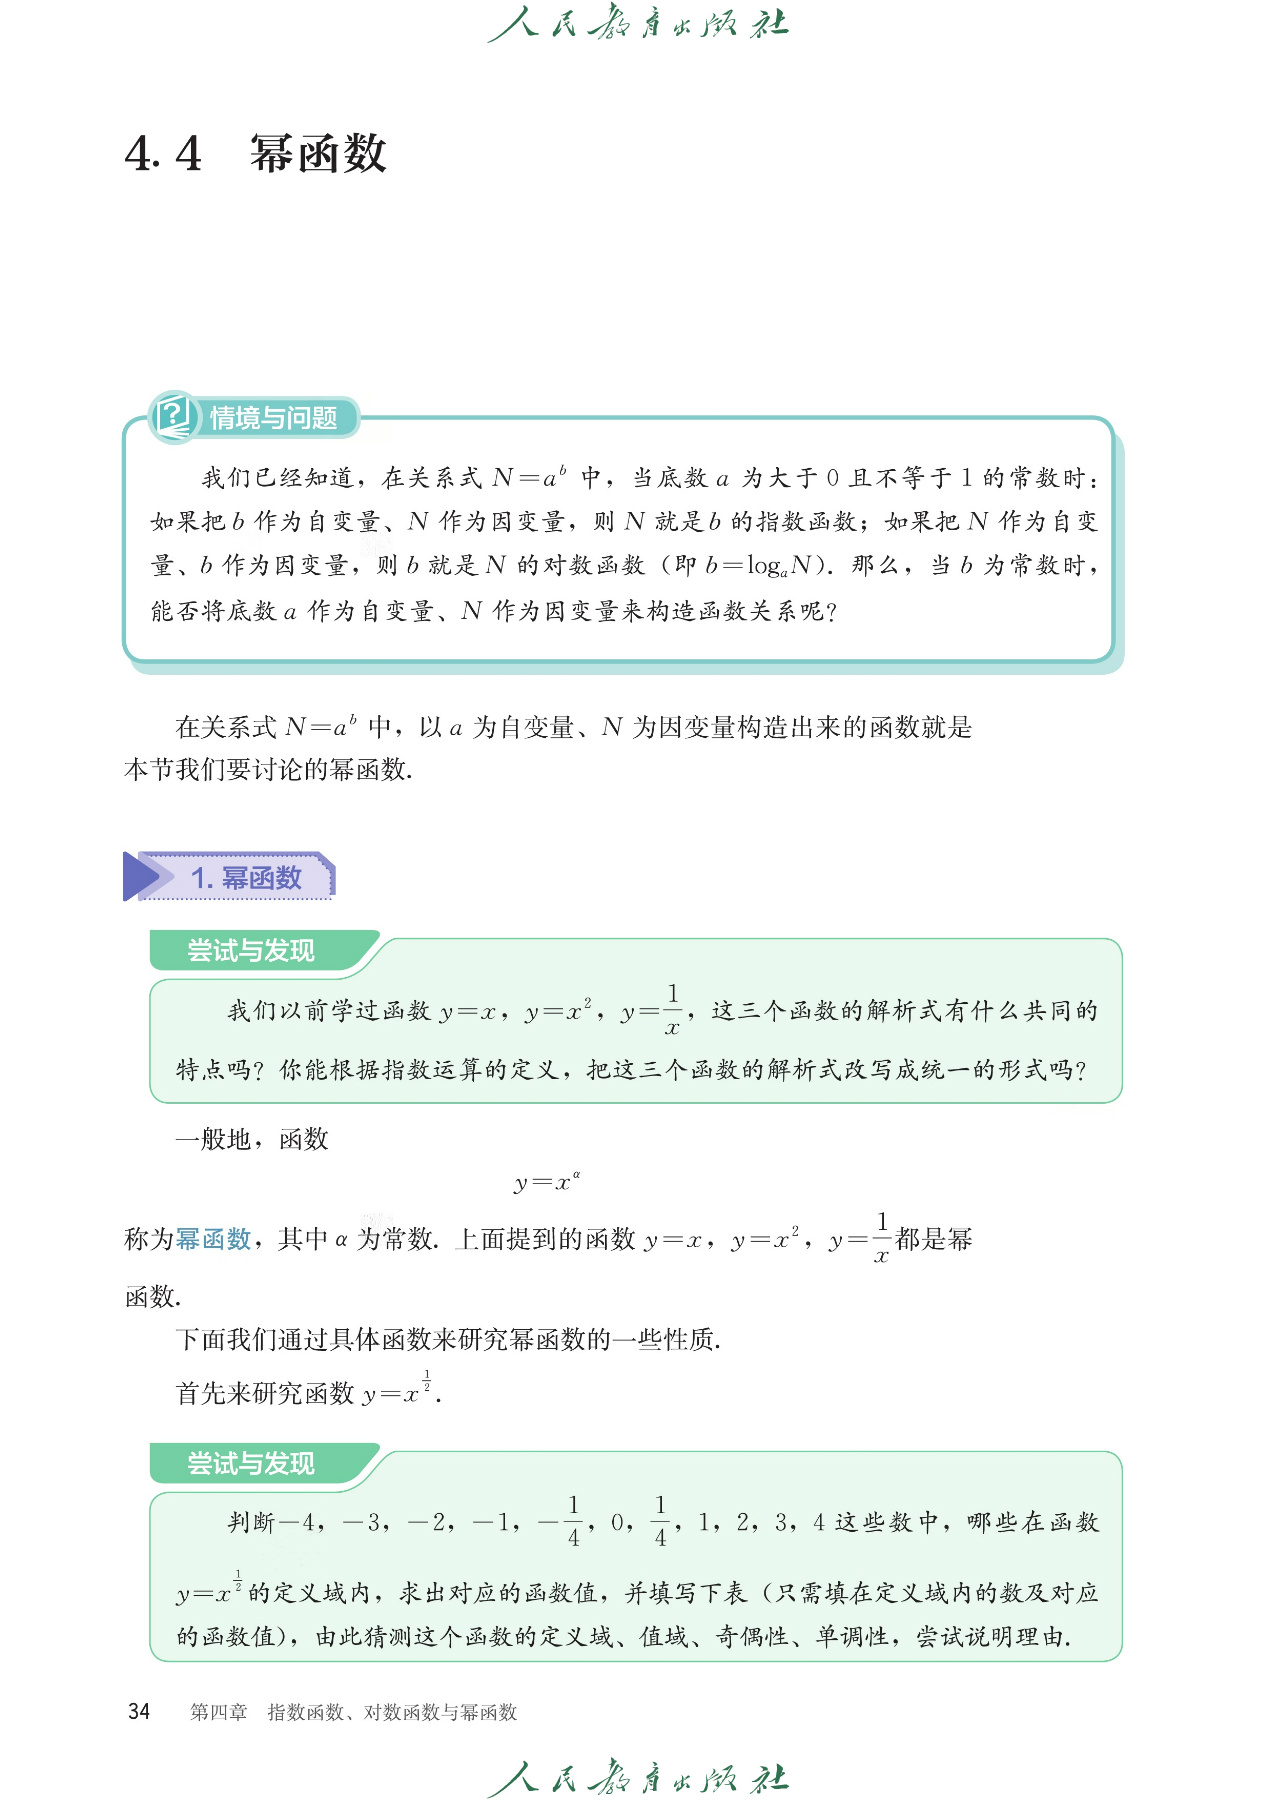 人民教育出版社
4.4 幂函数
情境与问题
我们已经知道，在关系式 N=a^b 中，当底数 a 为大于 0 且不等于 1 的常数时：
如果把 b 作为自变量、N 作为因变量，则 N 就是 b 的指数函数；如果把 N 作为自变
量、b 作为因变量，则 b 就是 N 的对数函数（即 b=log_a N）. 那么，当 b 为常数时，
能否将底数 a 作为自变量、N 作为因变量来构造函数关系呢？
在关系式 N=a^b 中，以 a 为自变量、N 为因变量构造出来的函数就是
本节我们要讨论的幂函数.
1. 幂函数
尝试与发现
我们以前学过函数 y=x，y=x²，y=1/x，这三个函数的解析式有什么共同的
特点吗？你能根据指数运算的定义，把这三个函数的解析式改写成统一的形式吗？
一般地，函数
y=x^α
称为幂函数，其中 α 为常数. 上面提到的函数 y=x，y=x²，y=1/x都是幂
函数.
下面我们通过具体函数来研究幂函数的一些性质.
首先来研究函数 y=x^(1/2).
尝试与发现
判断−4，−3，−2，−1，−1/4，0，1/4，1，2，3，4 这些数中，哪些在函数
y=x^(1/2)的定义域内，求出对应的函数值，并填写下表（只需填在定义域内的数及对应
的函数值），由此猜测这个函数的定义域、值域、奇偶性、单调性，尝试说明理由.
34 第四章 指数函数、对数函数与幂函数
人民教育出版社